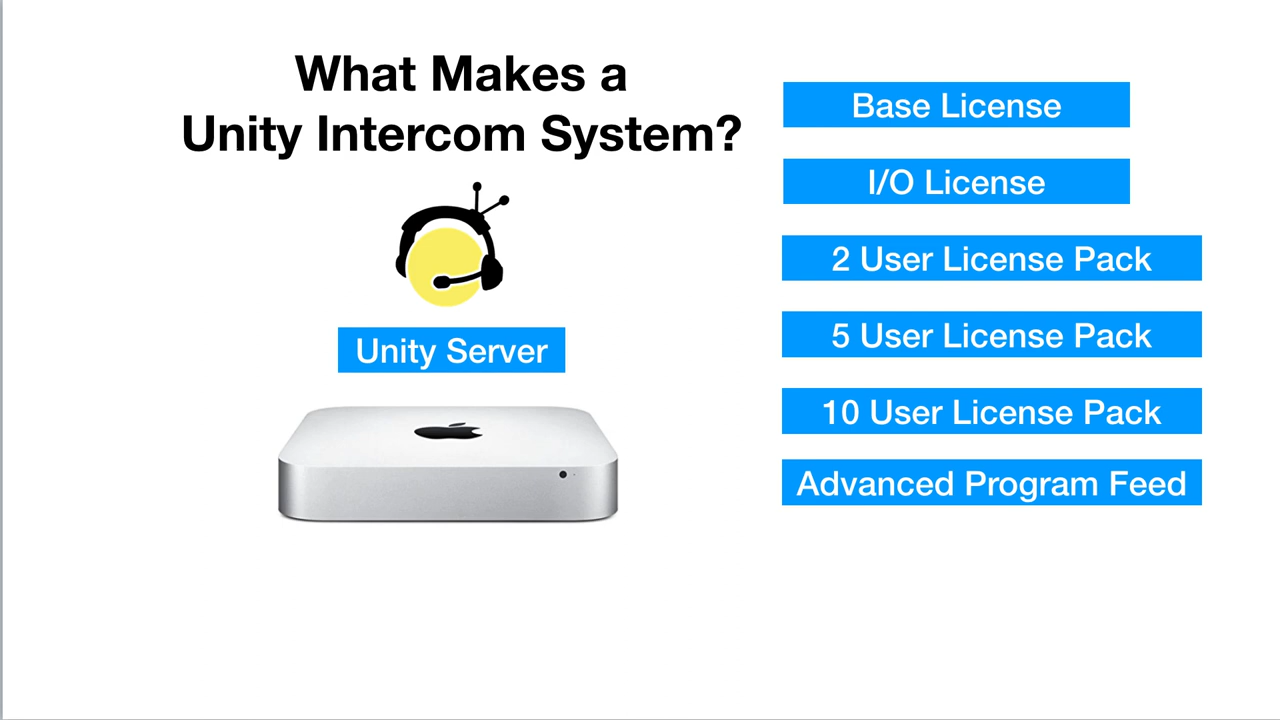 What Makes a
Unity Intercom System?
Unity Server
Base License
I/O License
2 User License Pack
5 User License Pack
10 User License Pack
Advanced Program Feed